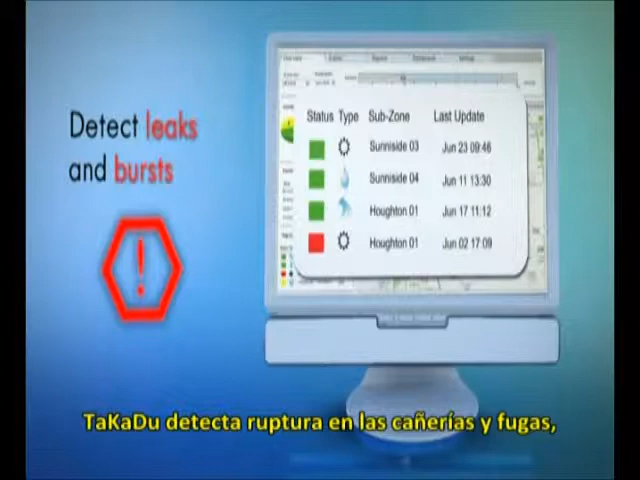 Detect leaks
and bursts
Status Type Sub-Zone Last Update
Sunniside 03 Jun 23 09:46
Sunniside 04 Jun 11 13:30
Houghton 01 Jun 17 11:12
Houghton 01 Jun 02 17:09
TaKaDu detecta ruptura en las cañerías y fugas,